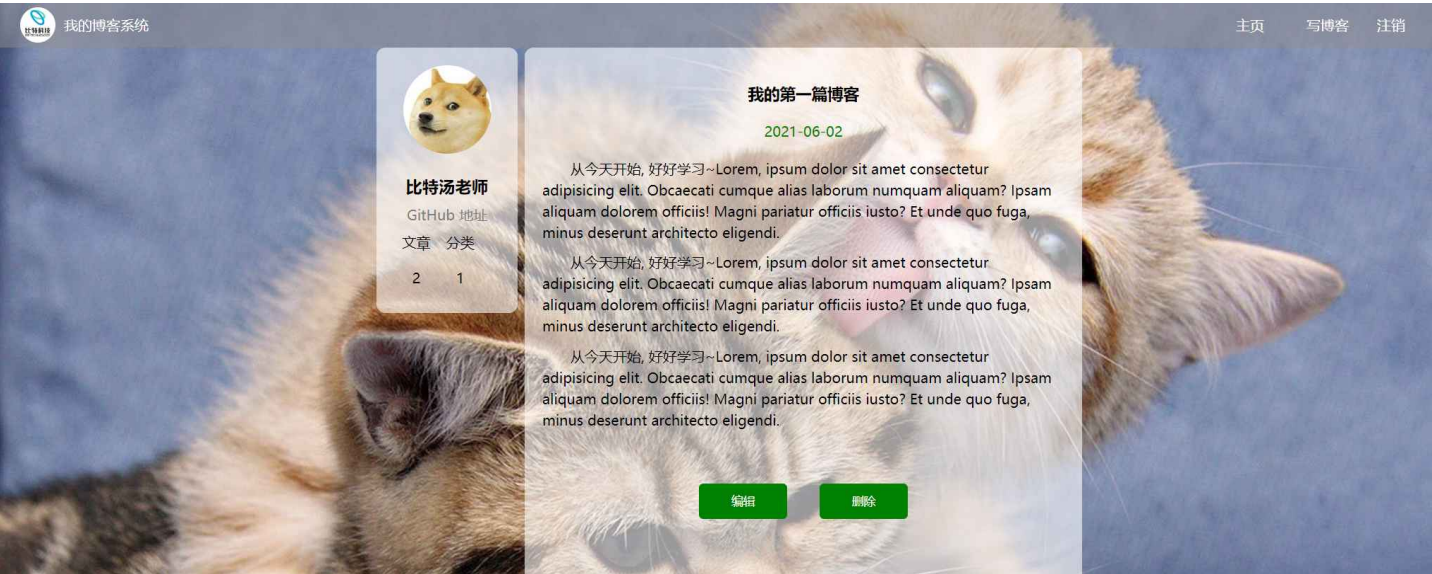 比特科技
我的博客系统
主页
写博客
注销
比特汤老师
GitHub 地址
文章 分类
2 1
我的第一篇博客
2021-06-02
从今天开始, 好好学习~Lorem, ipsum dolor sit amet consectetur
adipisicing elit. Obcaecati cumque alias laborum numquam aliquam? Ipsam
aliquam dolorem officiis! Magni pariatur officiis iusto? Et unde quo fuga,
minus deserunt architecto eligendi.
从今天开始, 好好学习~Lorem, ipsum dolor sit amet consectetur
adipisicing elit. Obcaecati cumque alias laborum numquam aliquam? Ipsam
aliquam dolorem officiis! Magni pariatur officiis iusto? Et unde quo fuga,
minus deserunt architecto eligendi.
从今天开始, 好好学习~Lorem, ipsum dolor sit amet consectetur
adipisicing elit. Obcaecati cumque alias laborum numquam aliquam? Ipsam
aliquam dolorem officiis! Magni pariatur officiis iusto? Et unde quo fuga,
minus deserunt architecto eligendi.
编辑
删除